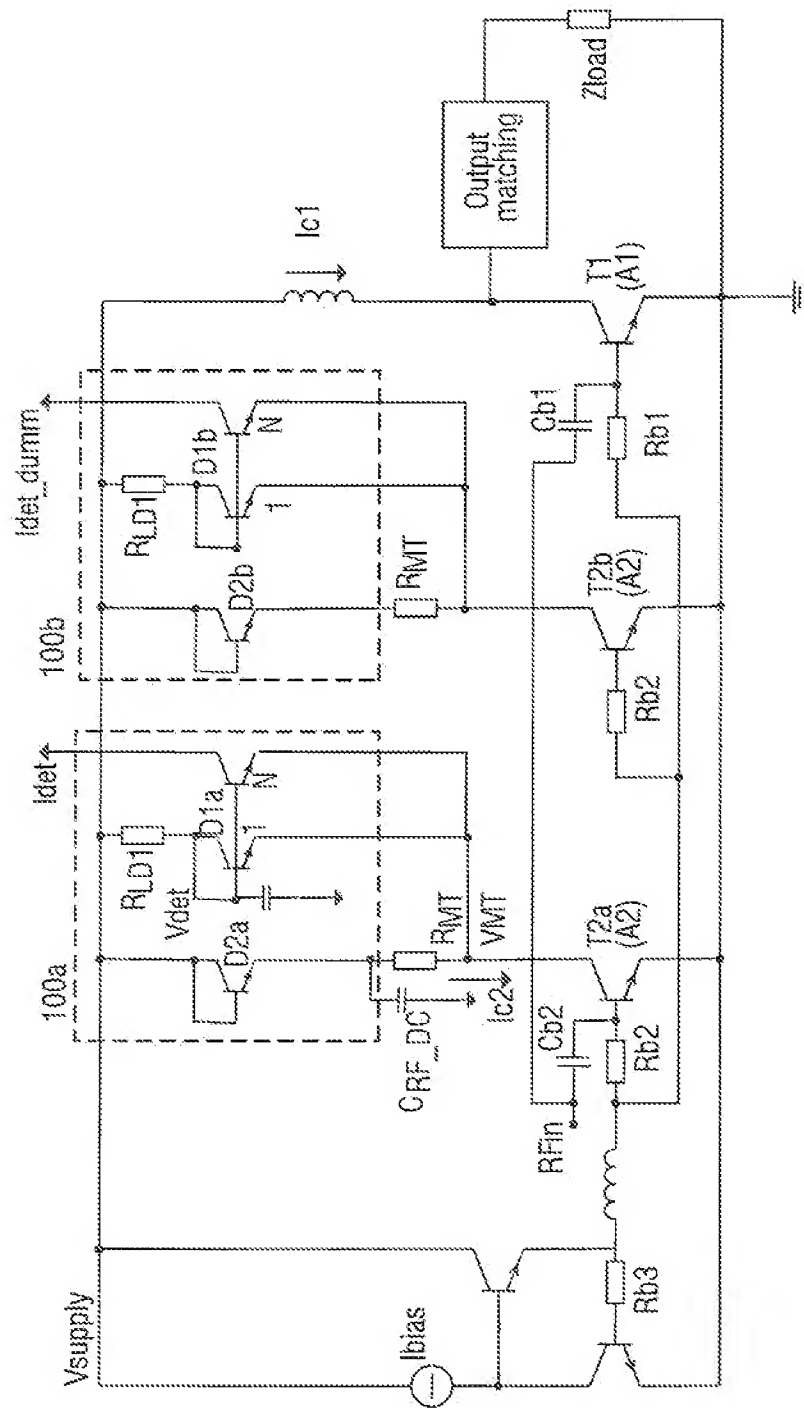 Vsupply
Ibias
Rb3
100a
D2a
Vdet
RLD1
D1a
1
N
Idet
CRF_DC
RMT
VMT
Ic2
RFin
Cb2
Rb2
T2a
(A2)
100b
D2b
RLD1
D1b
1
N
Idet_dumm
RMT
Rb2
T2b
(A2)
Ic1
Cb1
Rb1
T1
(A1)
Output
matching
Zload